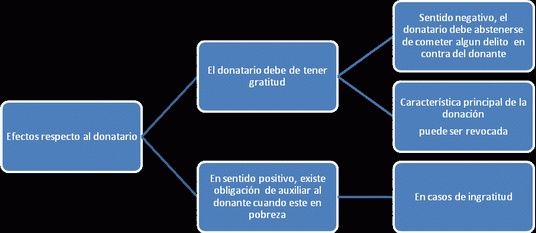 Efectos respecto al donatario
El donatario debe de tener
gratitud
Sentido negativo, el
donatario debe abstenerse
de cometer algun delito en
contra del donante
Característica principal de la
donación
puede ser revocada
En sentido positivo, existe
obligación de auxiliar al
donante cuando este en
pobreza
En casos de ingratitud